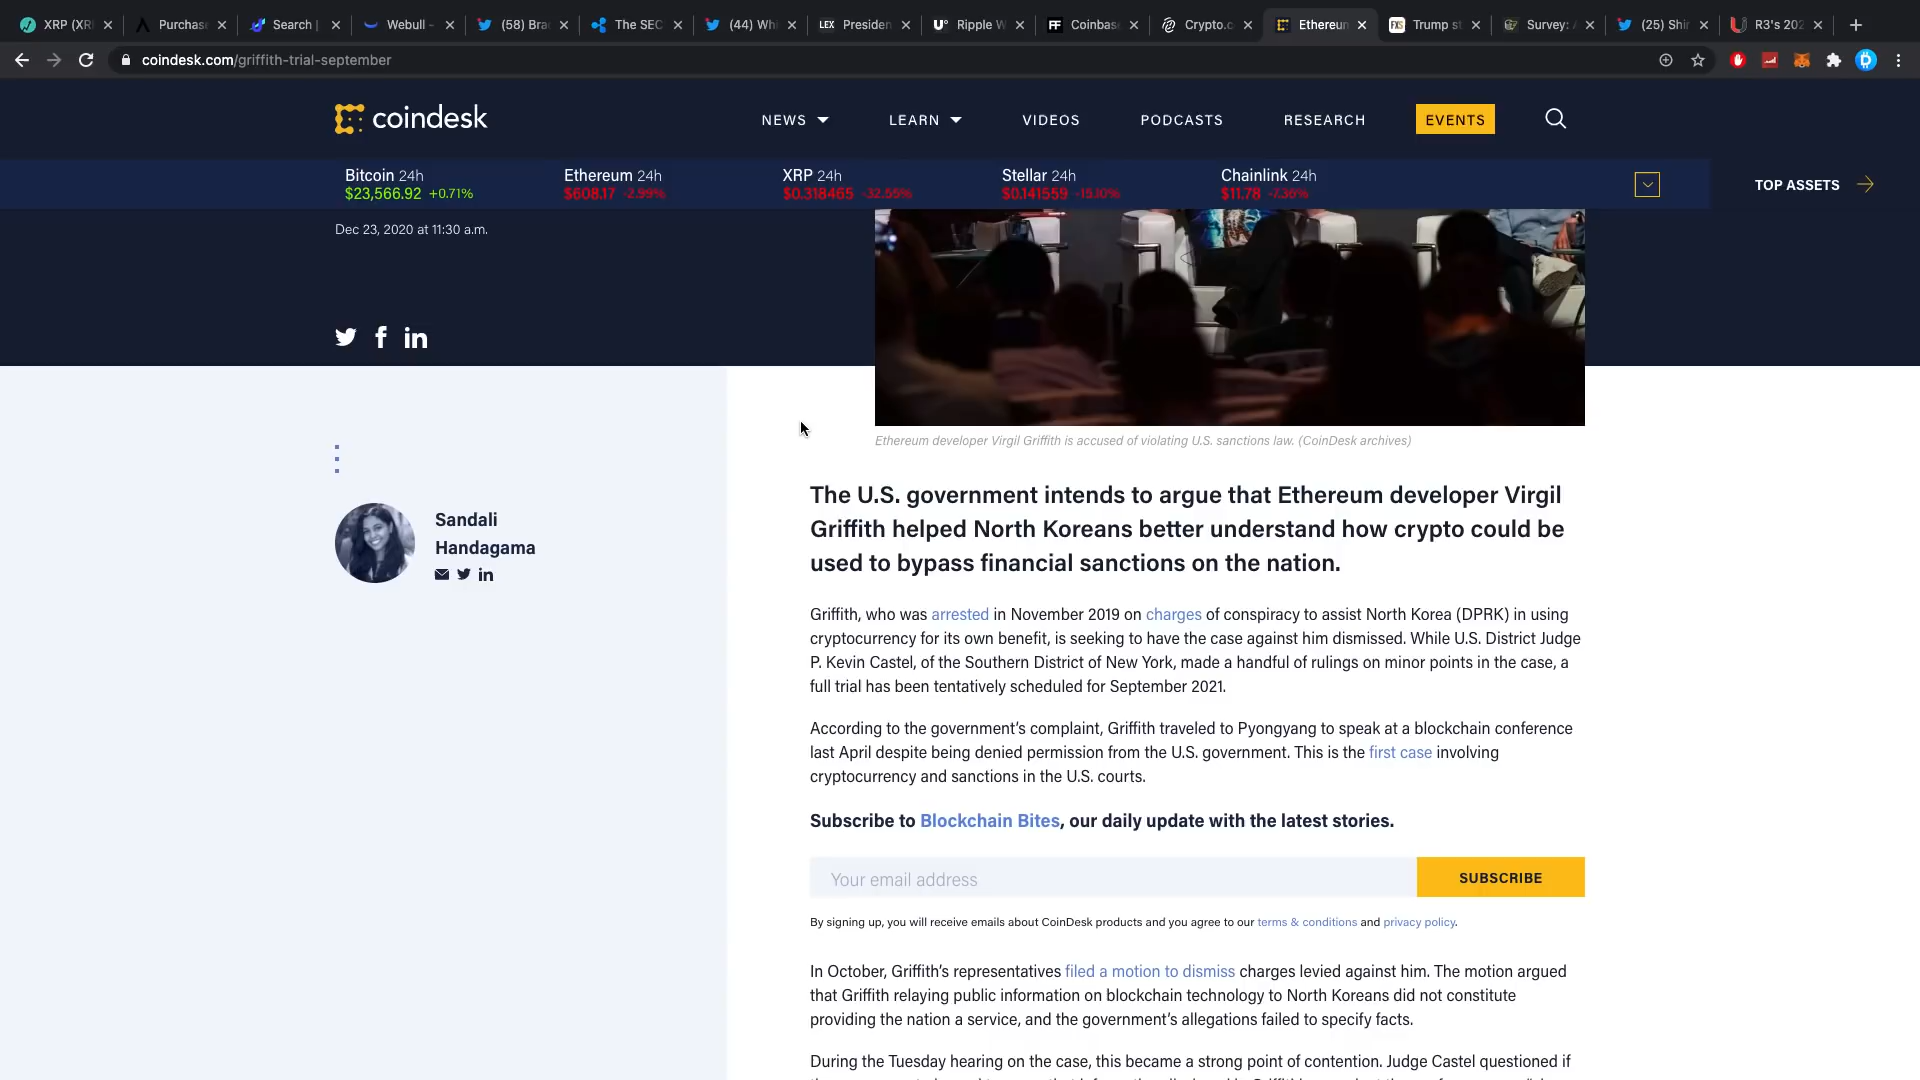 XRP (XR
Purchas
Search |
Webull -
(58) Bra
The SEC
(44) Whi
LEX Presiden
U Ripple W
FF Coinbas
Crypto.c
Ethereun
FXS Trump st
Survey: A
(25) Shir
R3's 202
coindesk.com/griffith-trial-september
coindesk
NEWS
LEARN
VIDEOS
PODCASTS
RESEARCH
EVENTS
Bitcoin 24h
$23,566.92 +0.71%
Ethereum 24h
$608.17 -2.99%
XRP 24h
$0.318465 -32.55%
Stellar 24h
$0.141559 -15.10%
Chainlink 24h
$11.78 -7.36%
TOP ASSETS
Dec 23, 2020 at 11:30 a.m.
Ethereum developer Virgil Griffith is accused of violating U.S. sanctions law. (CoinDesk archives)
Sandali
Handagama
The U.S. government intends to argue that Ethereum developer Virgil
Griffith helped North Koreans better understand how crypto could be
used to bypass financial sanctions on the nation.
Griffith, who was arrested in November 2019 on charges of conspiracy to assist North Korea (DPRK) in using
cryptocurrency for its own benefit, is seeking to have the case against him dismissed. While U.S. District Judge
P. Kevin Castel, of the Southern District of New York, made a handful of rulings on minor points in the case, a
full trial has been tentatively scheduled for September 2021.
According to the government's complaint, Griffith traveled to Pyongyang to speak at a blockchain conference
last April despite being denied permission from the U.S. government. This is the first case involving
cryptocurrency and sanctions in the U.S. courts.
Subscribe to Blockchain Bites, our daily update with the latest stories.
Your email address
SUBSCRIBE
By signing up, you will receive emails about CoinDesk products and you agree to our terms & conditions and privacy policy.
In October, Griffith's representatives filed a motion to dismiss charges levied against him. The motion argued
that Griffith relaying public information on blockchain technology to North Koreans did not constitute
providing the nation a service, and the government's allegations failed to specify facts.
During the Tuesday hearing on the case, this became a strong point of contention. Judge Castel questioned if